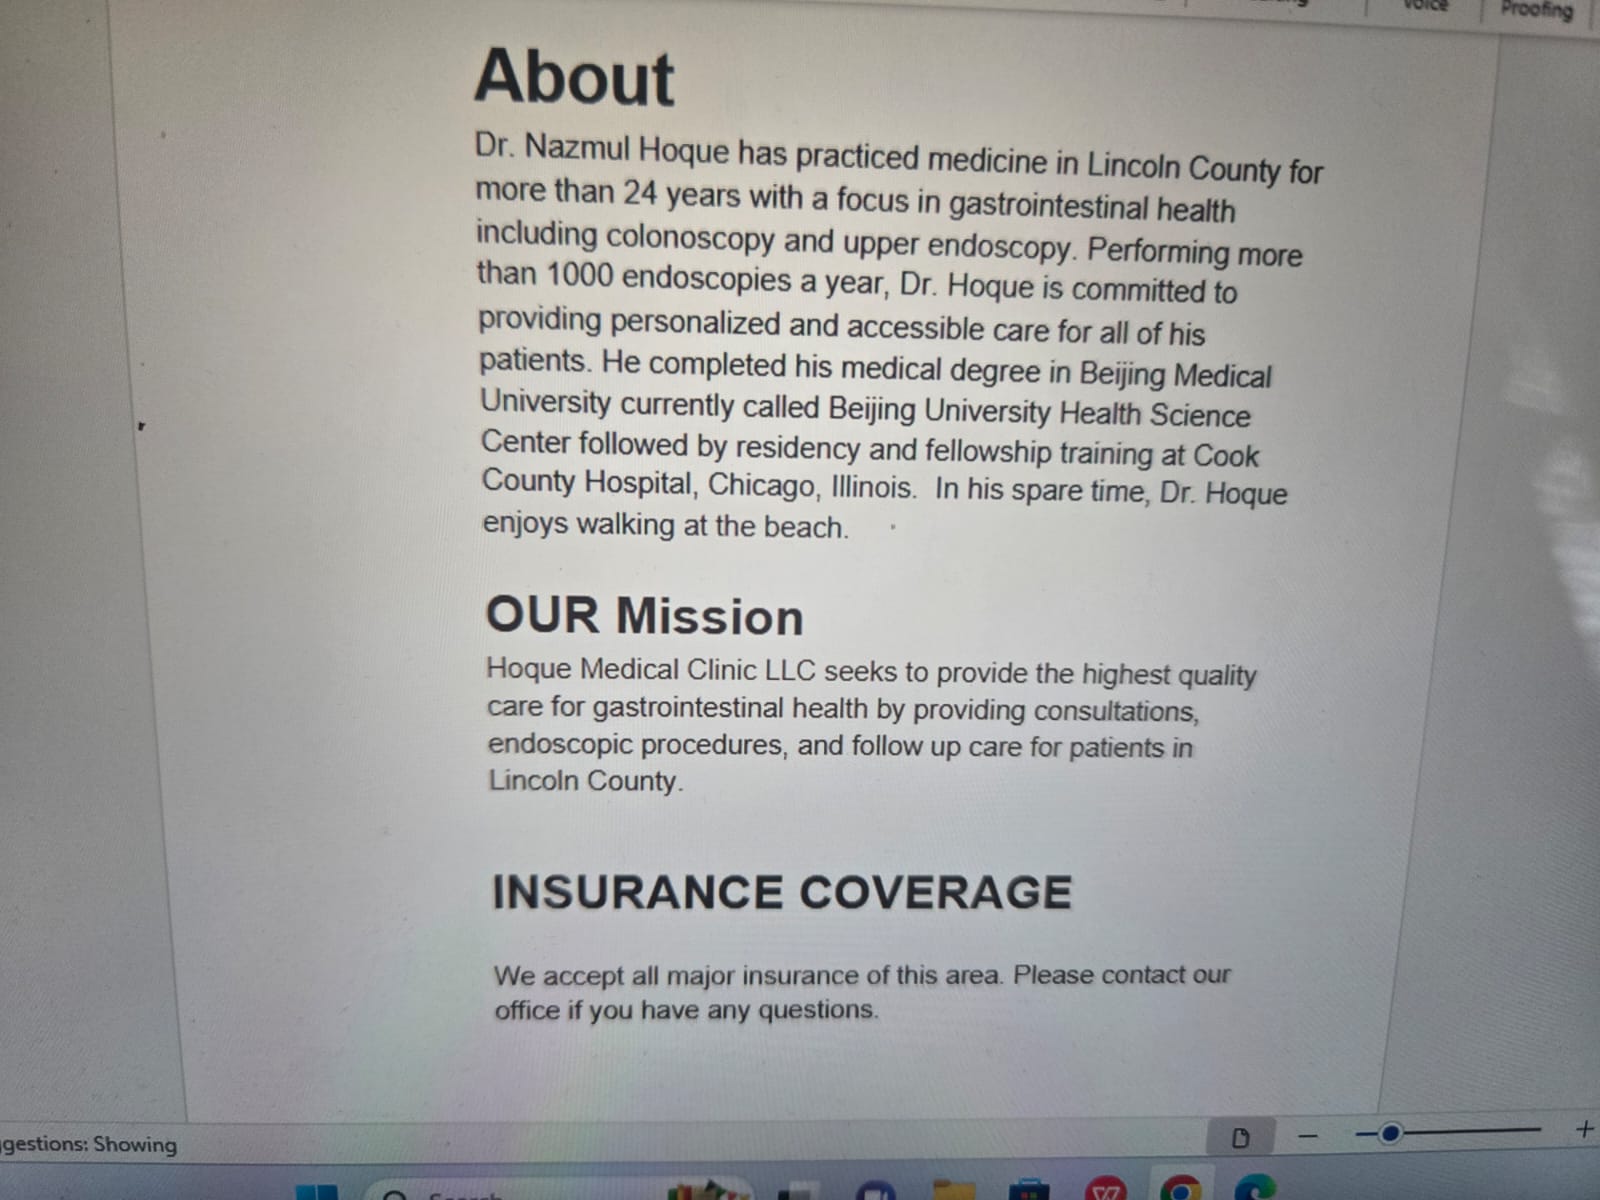 Voice
Proofing
About
Dr. Nazmul Hoque has practiced medicine in Lincoln County for
more than 24 years with a focus in gastrointestinal health
including colonoscopy and upper endoscopy. Performing more
than 1000 endoscopies a year, Dr. Hoque is committed to
providing personalized and accessible care for all of his
patients. He completed his medical degree in Beijing Medical
University currently called Beijing University Health Science
Center followed by residency and fellowship training at Cook
County Hospital, Chicago, Illinois.  In his spare time, Dr. Hoque
enjoys walking at the beach.
OUR Mission
Hoque Medical Clinic LLC seeks to provide the highest quality
care for gastrointestinal health by providing consultations,
endoscopic procedures, and follow up care for patients in
Lincoln County.
INSURANCE COVERAGE
We accept all major insurance of this area. Please contact our
office if you have any questions.
ggestions: Showing